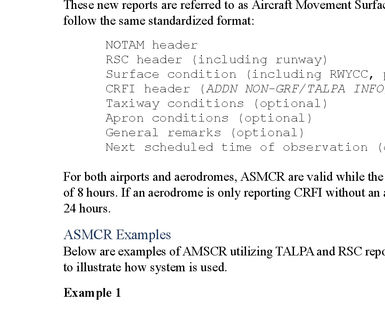 These new reports are referred to as Aircraft Movement Surfac
follow the same standardized format:
NOTAM header
RSC header (including runway)
Surface condition (including RWYCC,
CRFI header (ADDN NON-GRF/TALPA INFO
Taxiway conditions (optional)
Apron conditions (optional)
General remarks (optional)
Next scheduled time of observation (
For both airports and aerodromes, ASMCR are valid while the
of 8 hours. If an aerodrome is only reporting CRFI without an a
24 hours.
ASMCR Examples
Below are examples of AMSCR utilizing TALPA and RSC repo
to illustrate how system is used.
Example 1